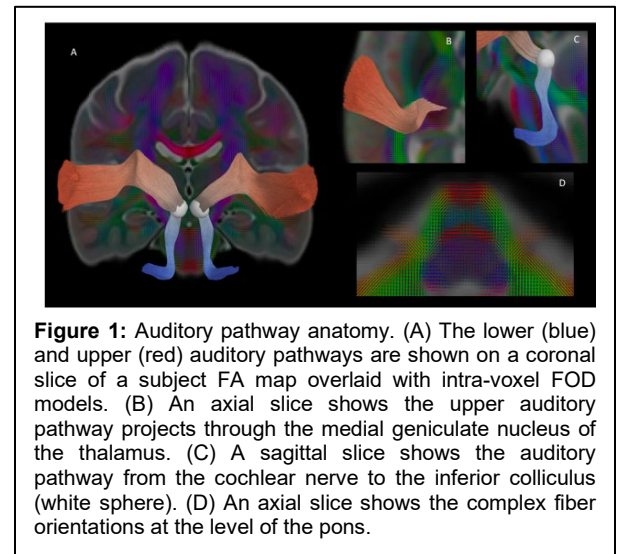 A
B
C
D
Figure 1: Auditory pathway anatomy. (A) The lower (blue)
and upper (red) auditory pathways are shown on a coronal
slice of a subject FA map overlaid with intra-voxel FOD
models. (B) An axial slice shows the upper auditory
pathway projects through the medial geniculate nucleus of
the thalamus. (C) A sagittal slice shows the auditory
pathway from the cochlear nerve to the inferior colliculus
(white sphere). (D) An axial slice shows the complex fiber
orientations at the level of the pons.